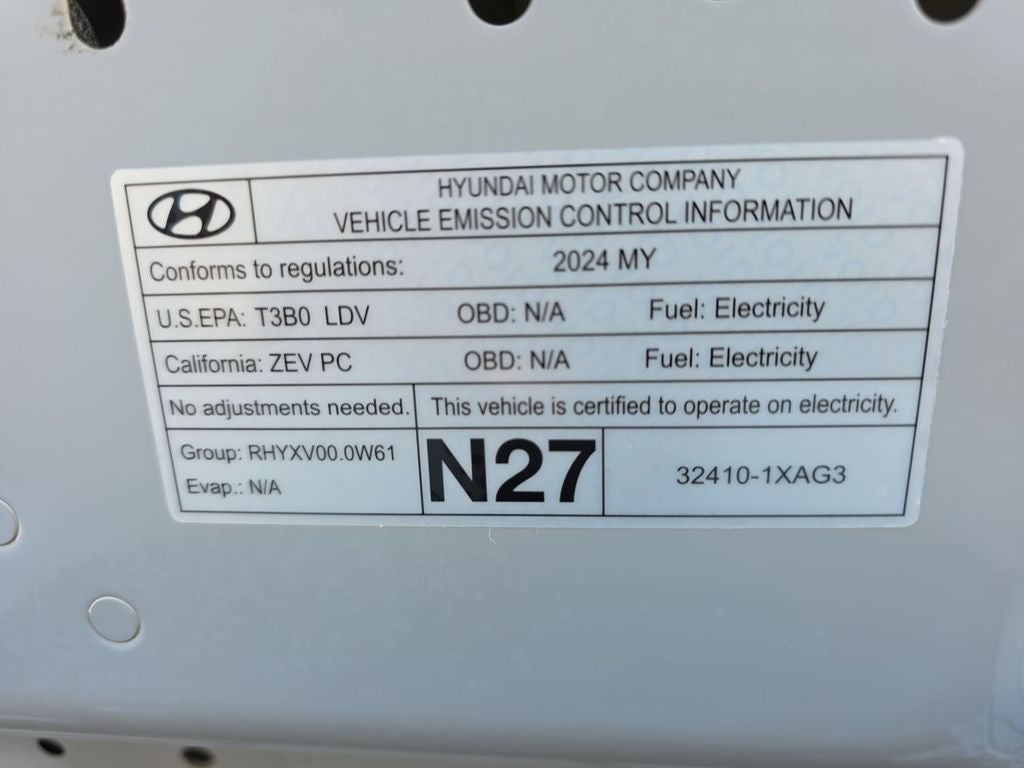 HYUNDAI MOTOR COMPANY
VEHICLE EMISSION CONTROL INFORMATION
Conforms to regulations: 2024 MY
U.S.EPA: T3B0 LDV OBD: N/A Fuel: Electricity
California: ZEV PC OBD: N/A Fuel: Electricity
No adjustments needed. This vehicle is certified to operate on electricity.
Group: RHYXV00.0W61
Evap.: N/A
N27
32410-1XAG3